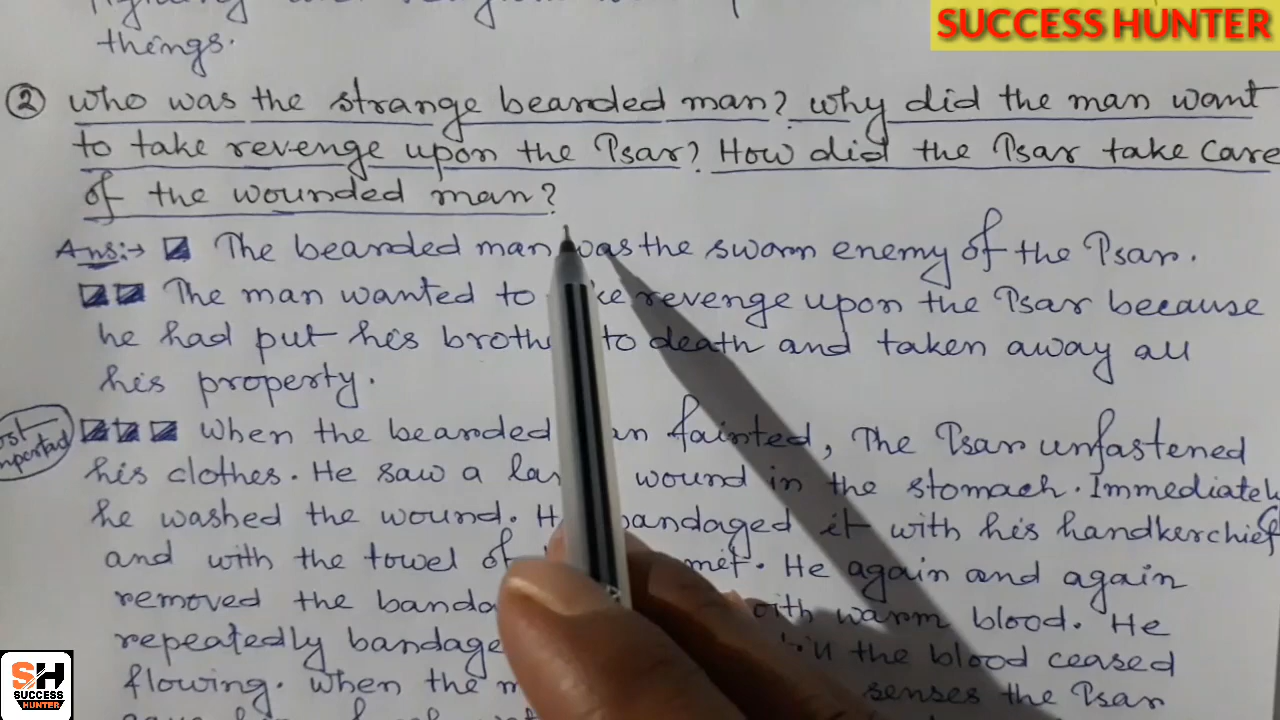 SUCCESS HUNTER
things.
② who was the strange bearded man? why did the man want
to take revenge upon the Tsar? How did the Tsar take care
of the wounded man?
Ans:→ The bearded man was the sworn enemy of the Tsar.
The man wanted to revenge upon the Tsar because
he had put his to death and taken away all
his property.
When the bearded fainted, The Tsar unfastened
his clothes. He saw a wound in the stomach. Immediately
he washed the wound. bandaged it with his handkerchief
and with the towel of He again and again
removed the with warm blood. He
repeatedly the blood ceased
flowing. when the senses the Tsar
SH
SUCCESS
HUNTER